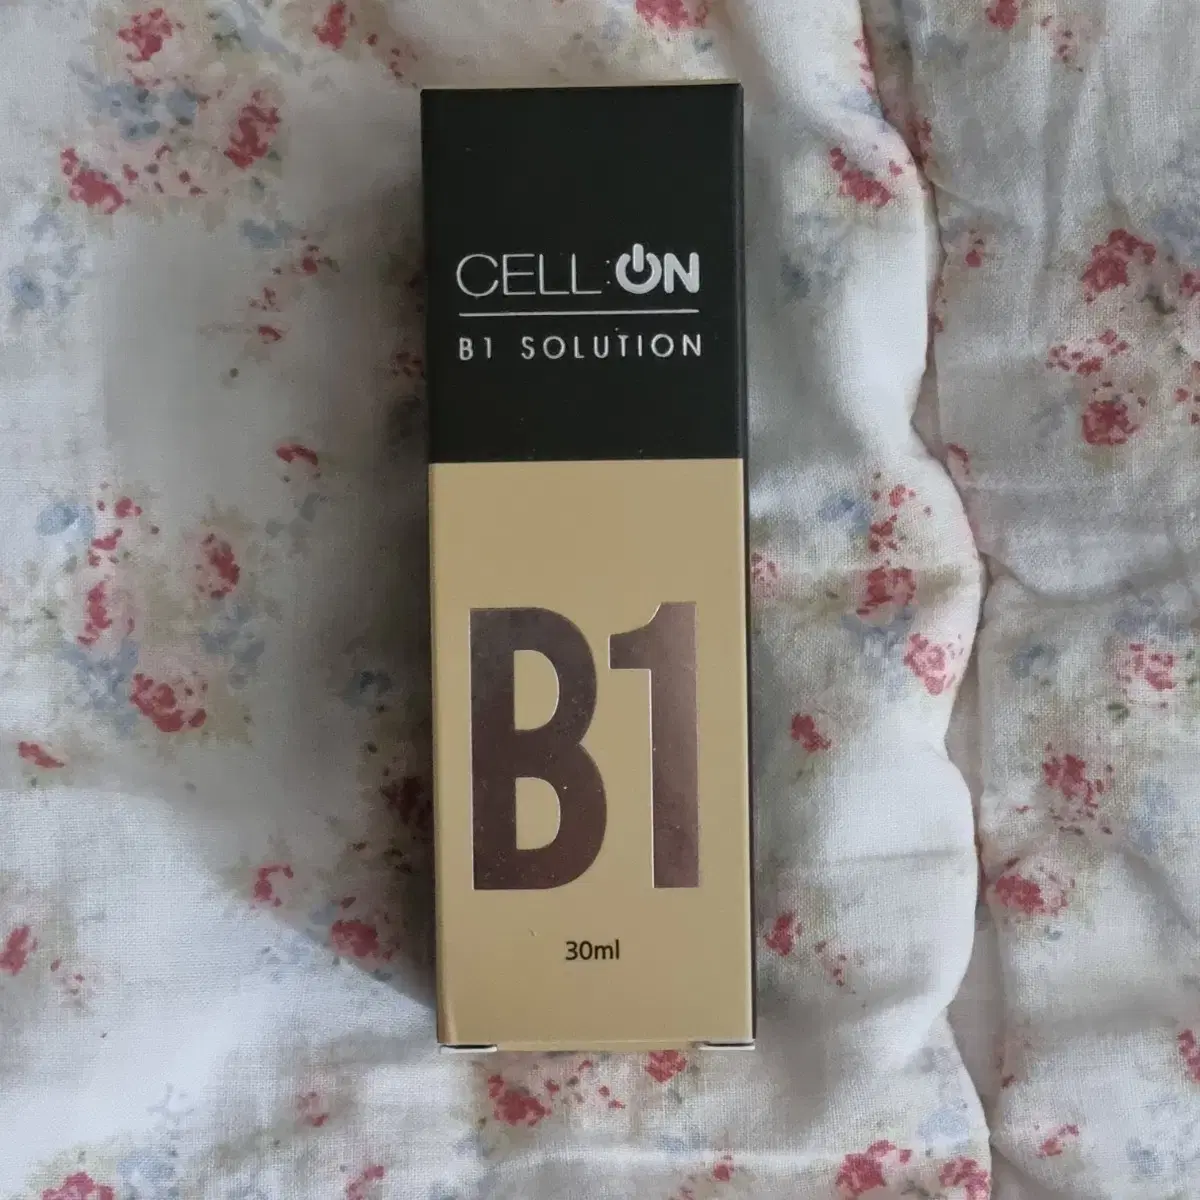 CELL:ON
B1 SOLUTION
B1
30ml